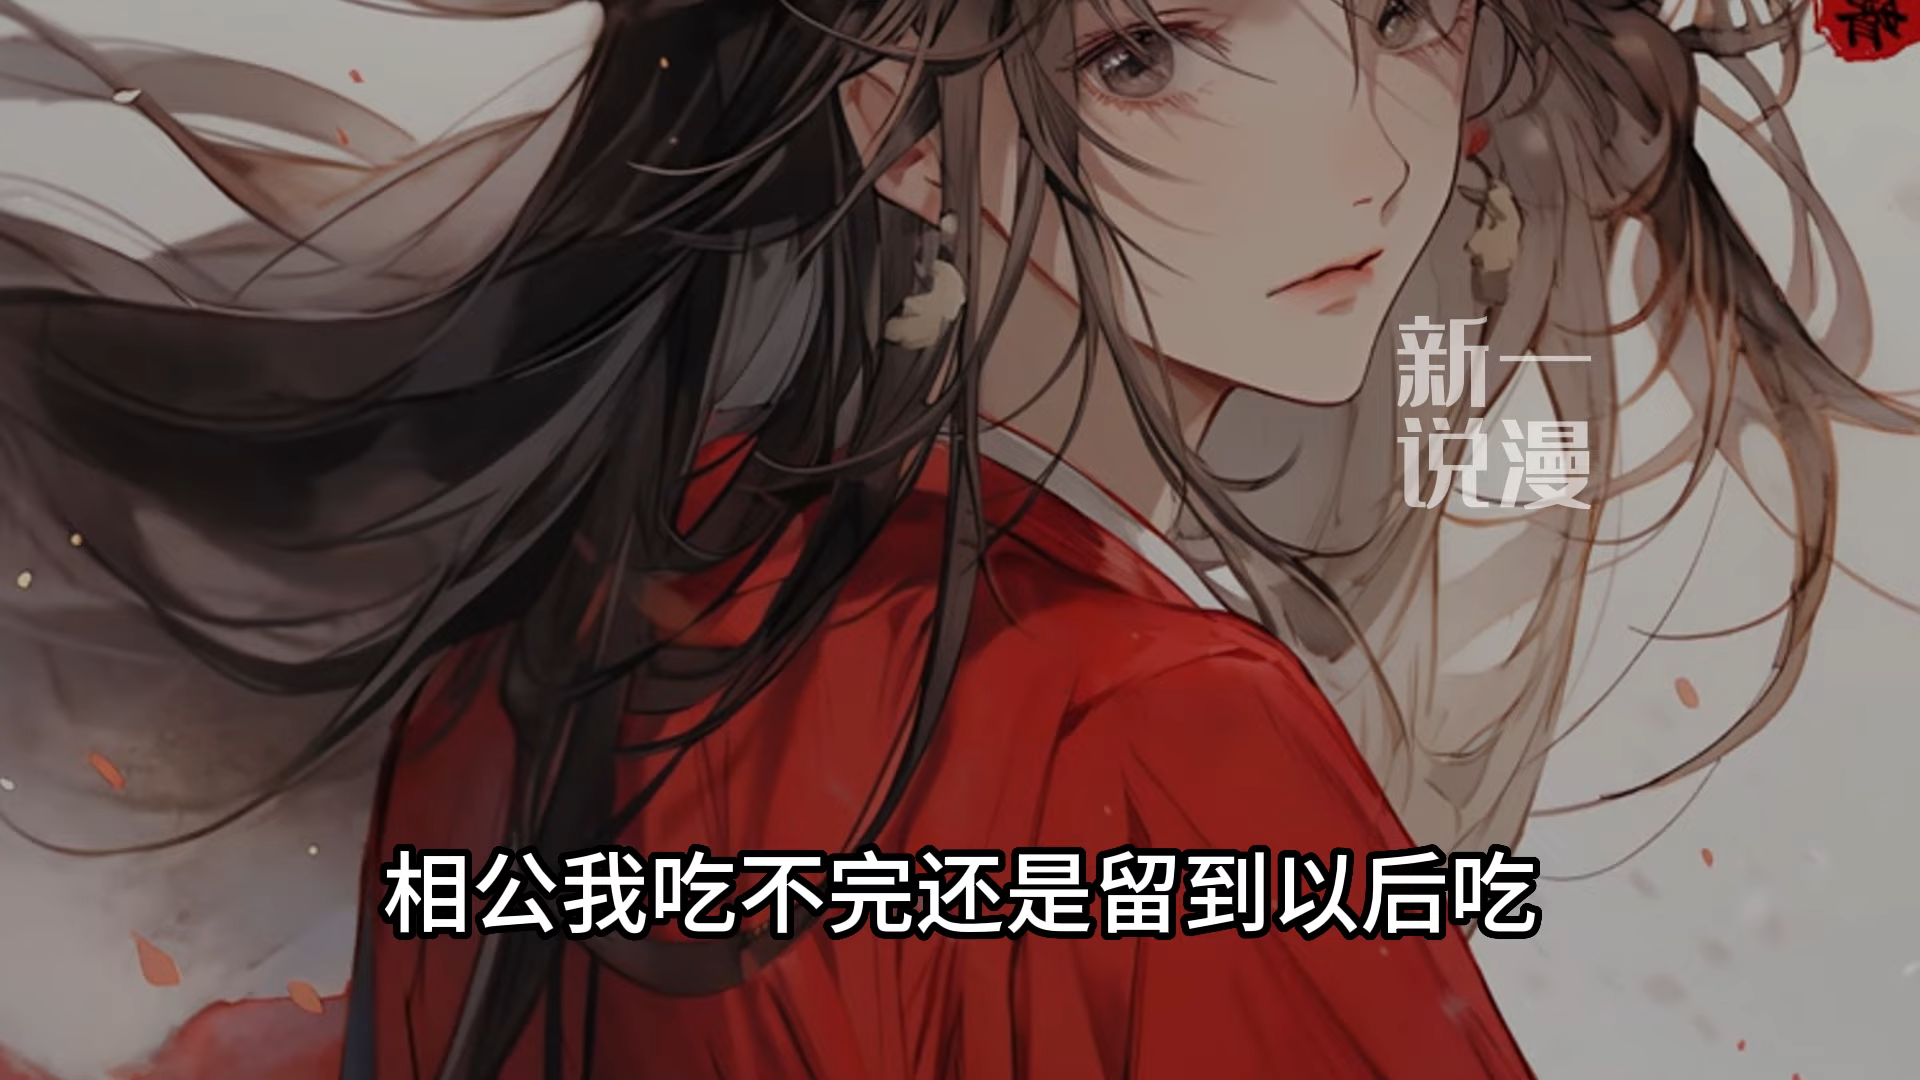 新一
说漫
相公我吃不完还是留到以后吃